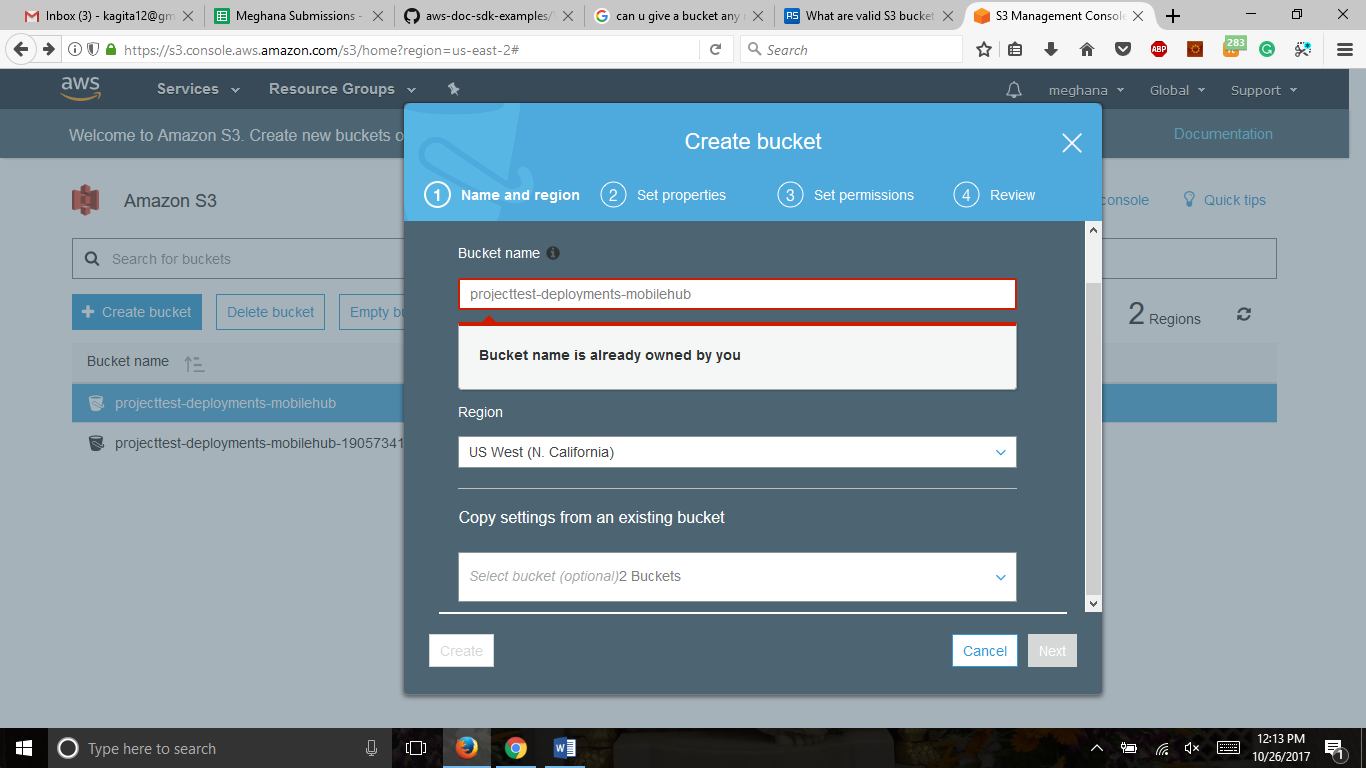 Inbox (3) - kagita12@gm
Meghana Submissions -
aws-doc-sdk-examples/
can u give a bucket any
What are valid S3 bucket
S3 Management Console
https://s3.console.aws.amazon.com/s3/home?region=us-east-2#
Search
ABP
283
aws
Services
Resource Groups
meghana
Global
Support
Welcome to Amazon S3. Create new buckets o
Documentation
Create bucket
1 Name and region
2 Set properties
3 Set permissions
4 Review
Amazon S3
console
Quick tips
Search for buckets
Create bucket
Delete bucket
Empty bu
2 Regions
Bucket name
projecttest-deployments-mobilehub
projecttest-deployments-mobilehub-19057341
Bucket name
projecttest-deployments-mobilehub
Bucket name is already owned by you
Region
US West (N. California)
Copy settings from an existing bucket
Select bucket (optional)2 Buckets
Create
Cancel
Next
Type here to search
12:13 PM
10/26/2017
1